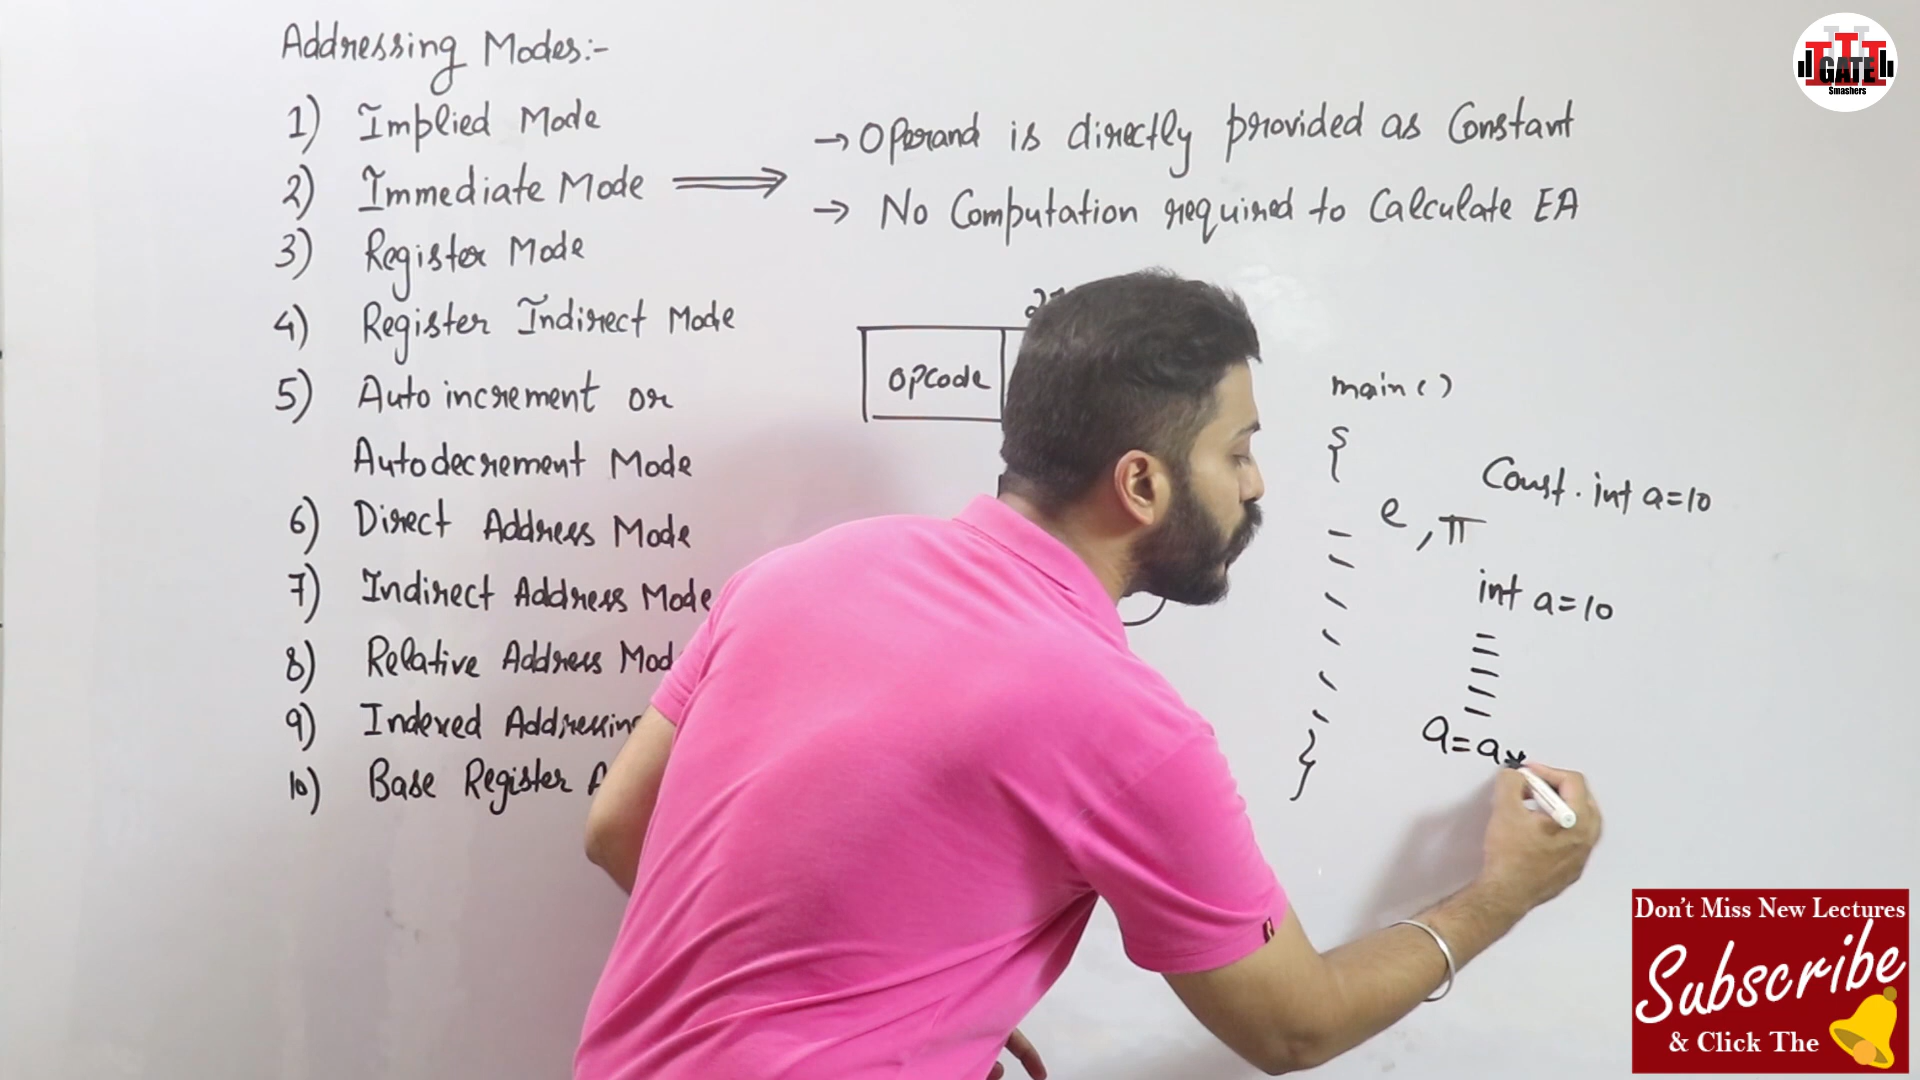 Addressing Modes:-
1) Implied Mode
2) Immediate Mode ⟹
3) Register Mode
4) Register Indirect Mode
5) Auto increment or
Autodecrement Mode
6) Direct Address Mode
7) Indirect Address Mode
8) Relative Address
9) Indexed
10) Base Register
→ Operand is directly provided as Constant
→ No Computation required to Calculate EA
Opcode
main()
{
e, π
Const. int a=10
int a=10
a=a*
}
GATE
Smashers
Don't Miss New Lectures
Subscribe
& Click The